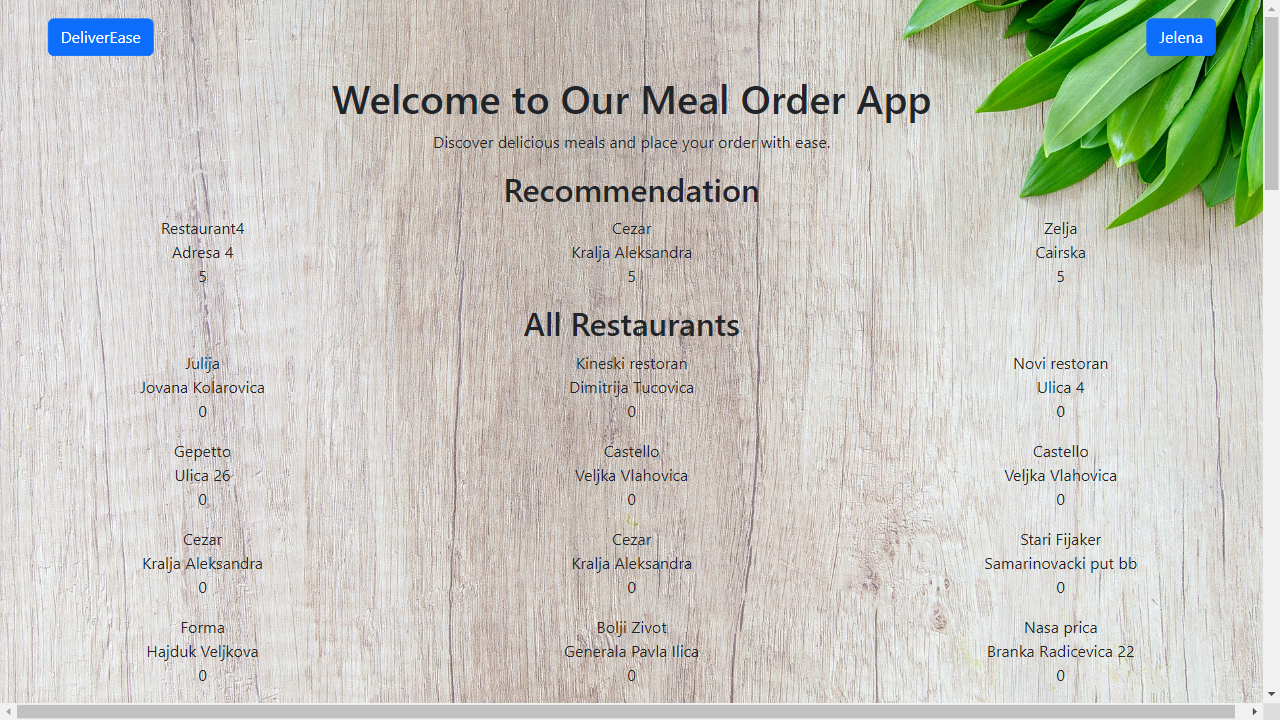 DeliverEase
Jelena
Welcome to Our Meal Order App
Discover delicious meals and place your order with ease.
Recommendation
Restaurant4
Adresa 4
5
Cezar
Kralja Aleksandra
5
Zelja
Cairska
5
All Restaurants
Julija
Jovana Kolarovica
0
Kineski restoran
Dimitrija Tucovica
0
Novi restoran
Ulica 4
0
Gepetto
Ulica 26
0
Castello
Veljka Vlahovica
0
Castello
Veljka Vlahovica
0
Cezar
Kralja Aleksandra
0
Cezar
Kralja Aleksandra
0
Stari Fijaker
Samarinovacki put bb
0
Forma
Hajduk Veljkova
0
Bolji Zivot
Generala Pavla Ilica
0
Nasa prica
Branka Radicevica 22
0